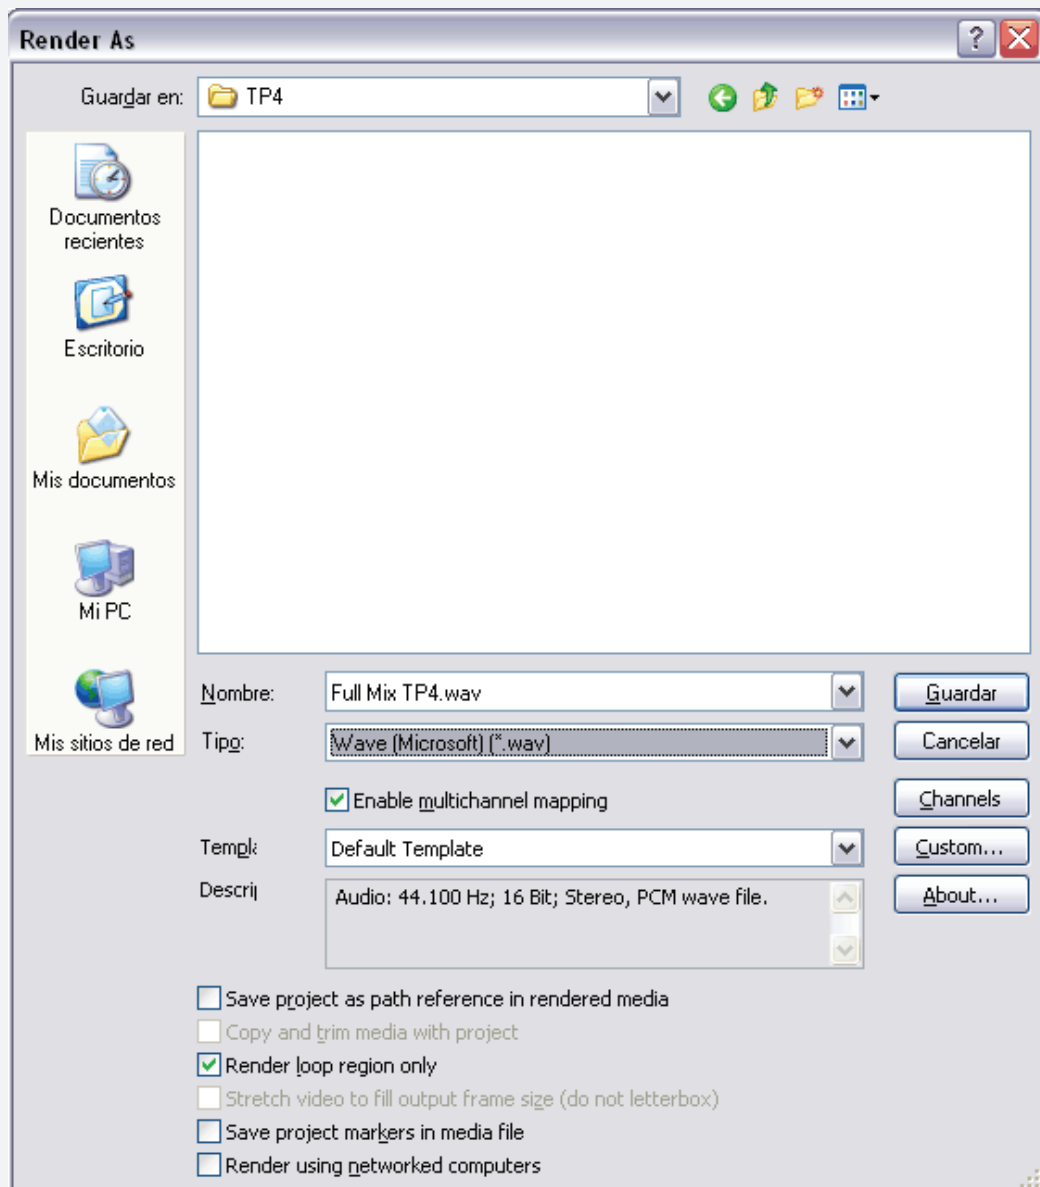 Render As
Guardar en:
TP4
Documentos
recientes
Escritorio
Mis documentos
Mi PC
Mis sitios de red
Nombre:
Full Mix TP4.wav
Guardar
Tipo:
Wave (Microsoft) (*.wav)
Cancelar
Enable multichannel mapping
Channels
Templa
Default Template
Custom...
Descrip
Audio: 44.100 Hz; 16 Bit; Stereo, PCM wave file.
About...
Save project as path reference in rendered media
Copy and trim media with project
Render loop region only
Stretch video to fill output frame size (do not letterbox)
Save project markers in media file
Render using networked computers